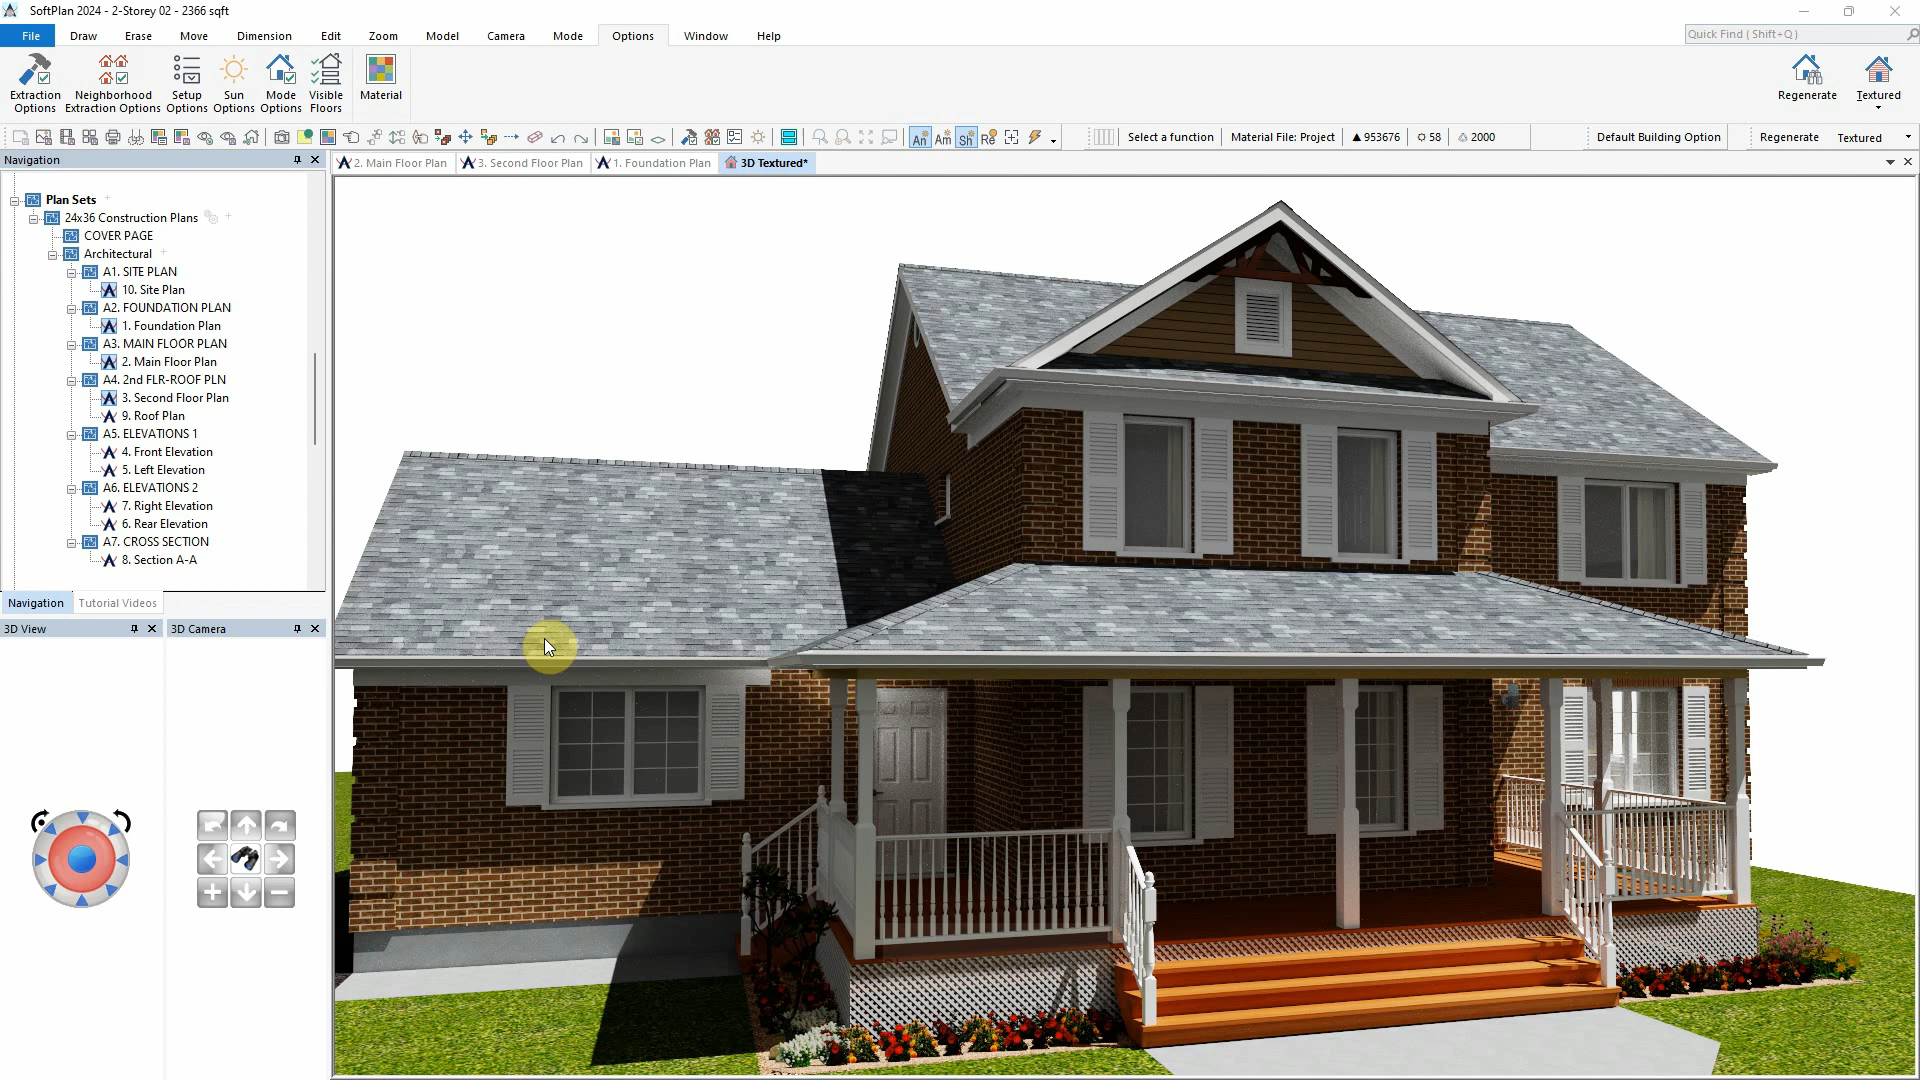 SoftPlan 2024 - 2-Storey 02 - 2366 sqft
File Draw Erase Move Dimension Edit Zoom Model Camera Mode Options Window Help
Quick Find ( Shift+Q )
Extraction Options
Neighborhood Extraction Options
Setup Options
Sun Options
Mode Options
Visible Floors
Material
Regenerate
Textured
An Am Sh Re
Select a function
Material File: Project
953676
58
2000
Default Building Option
Regenerate
Textured
Navigation
2. Main Floor Plan
3. Second Floor Plan
1. Foundation Plan
3D Textured*
Plan Sets
24x36 Construction Plans
COVER PAGE
Architectural
A1. SITE PLAN
10. Site Plan
A2. FOUNDATION PLAN
1. Foundation Plan
A3. MAIN FLOOR PLAN
2. Main Floor Plan
A4. 2nd FLR-ROOF PLN
3. Second Floor Plan
9. Roof Plan
A5. ELEVATIONS 1
4. Front Elevation
5. Left Elevation
A6. ELEVATIONS 2
7. Right Elevation
6. Rear Elevation
A7. CROSS SECTION
8. Section A-A
Navigation
Tutorial Videos
3D View
3D Camera